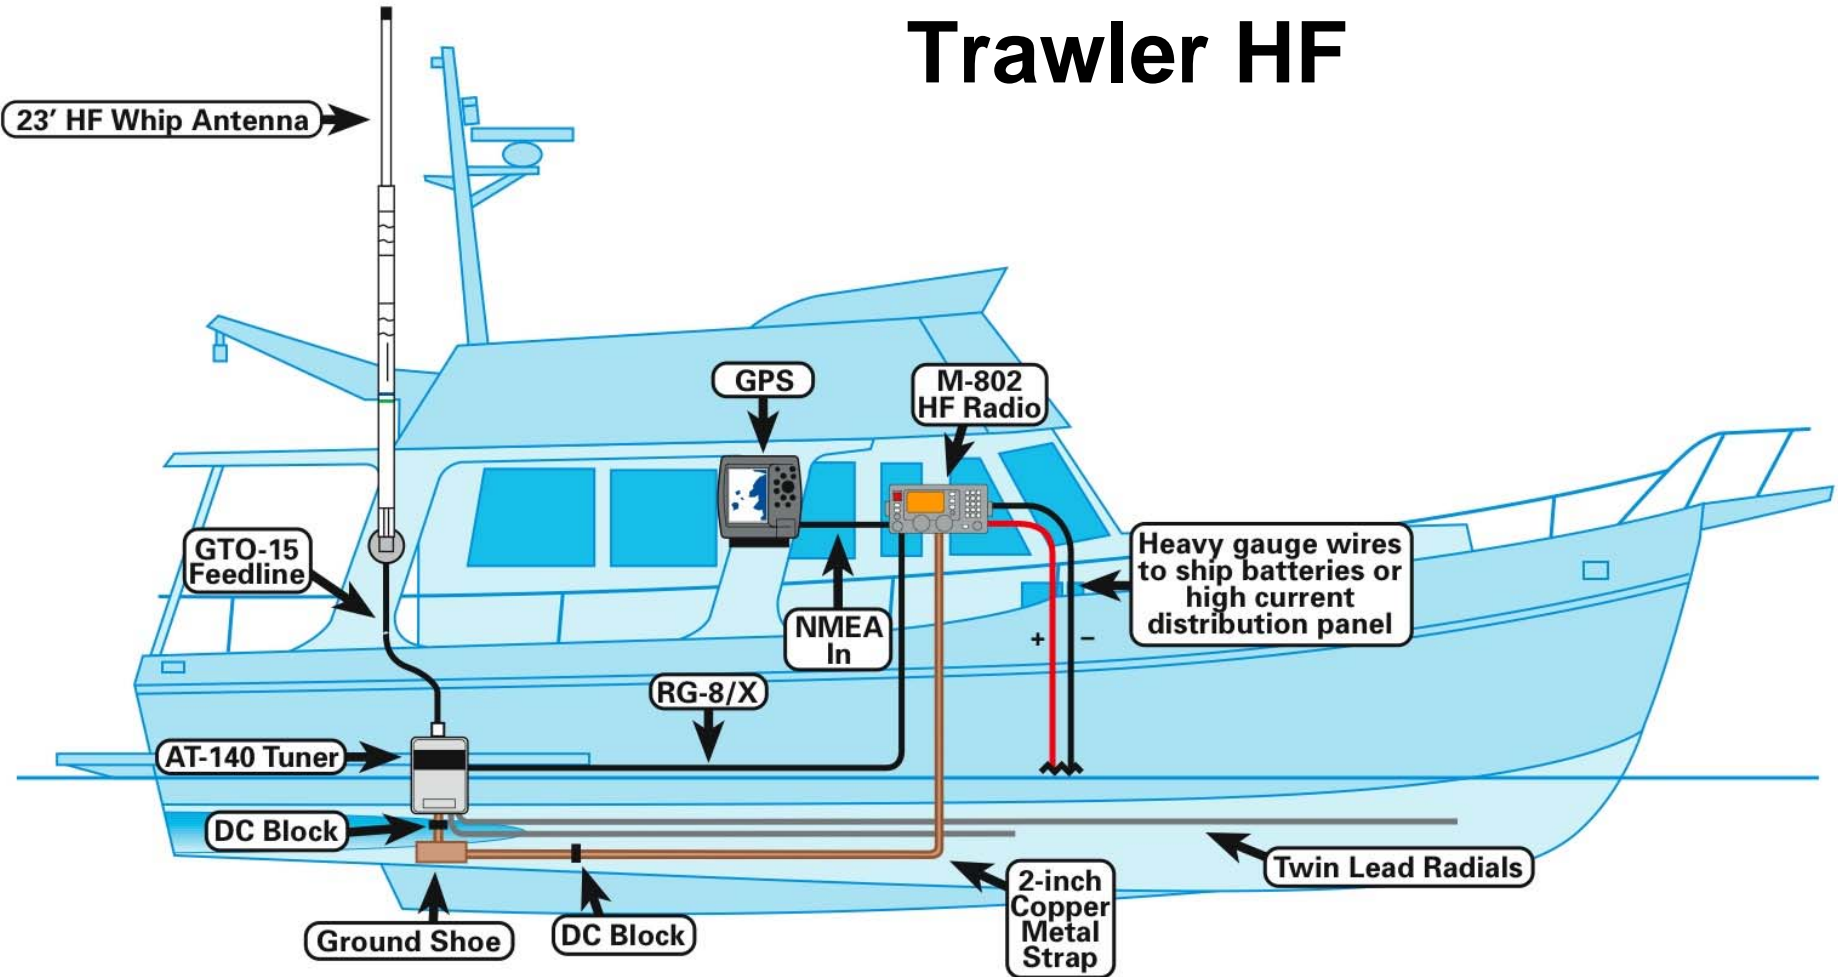 Trawler HF
23’ HF Whip Antenna
GPS
M-802
HF Radio
GTO-15
Feedline
Heavy gauge wires
to ship batteries or
high current
distribution panel
NMEA
In
+ –
RG-8/X
AT-140 Tuner
DC Block
Twin Lead Radials
2-inch
Copper
Metal
Strap
Ground Shoe
DC Block